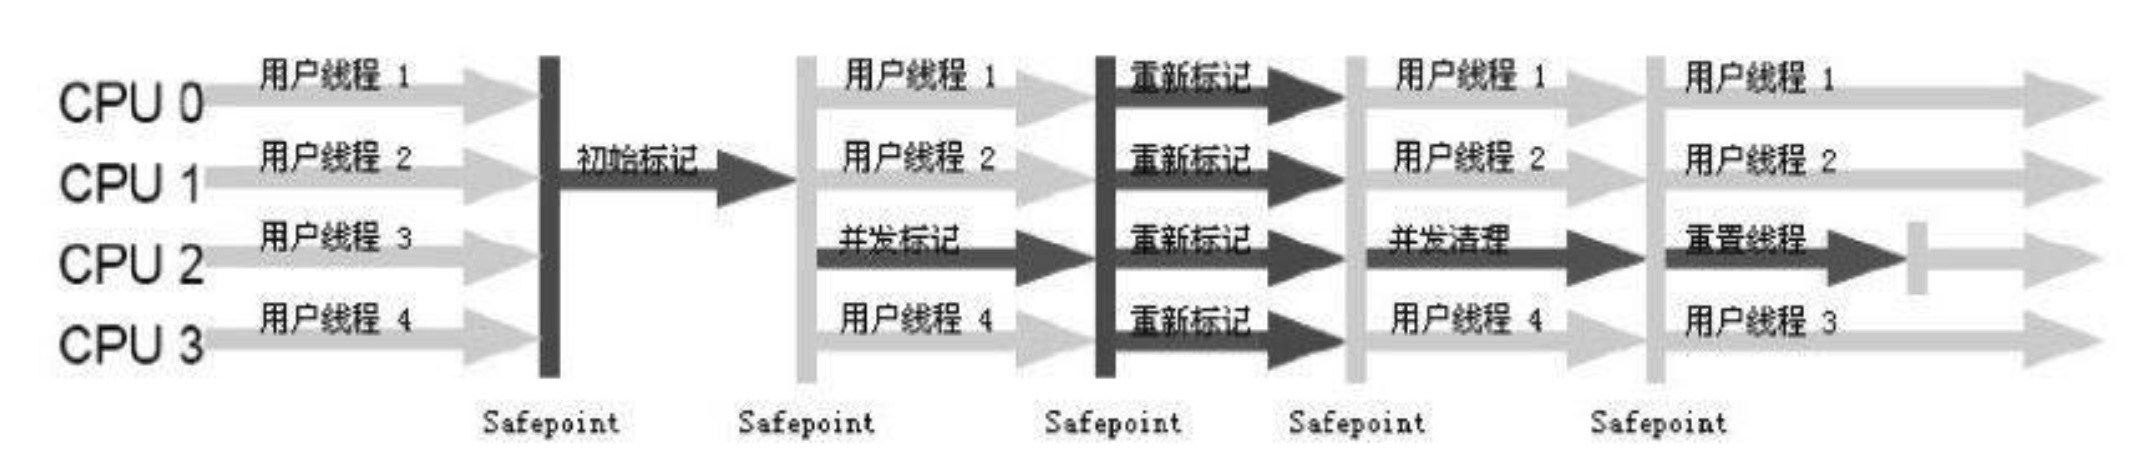 CPU 0 用户线程 1 用户线程 1 重新标记 用户线程 1 用户线程 1
CPU 1 用户线程 2 初始标记 用户线程 2 重新标记 用户线程 2 用户线程 2
CPU 2 用户线程 3 并发标记 重新标记 并发清理 重置线程
CPU 3 用户线程 4 用户线程 4 重新标记 用户线程 4 用户线程 3
Safepoint Safepoint Safepoint Safepoint Safepoint